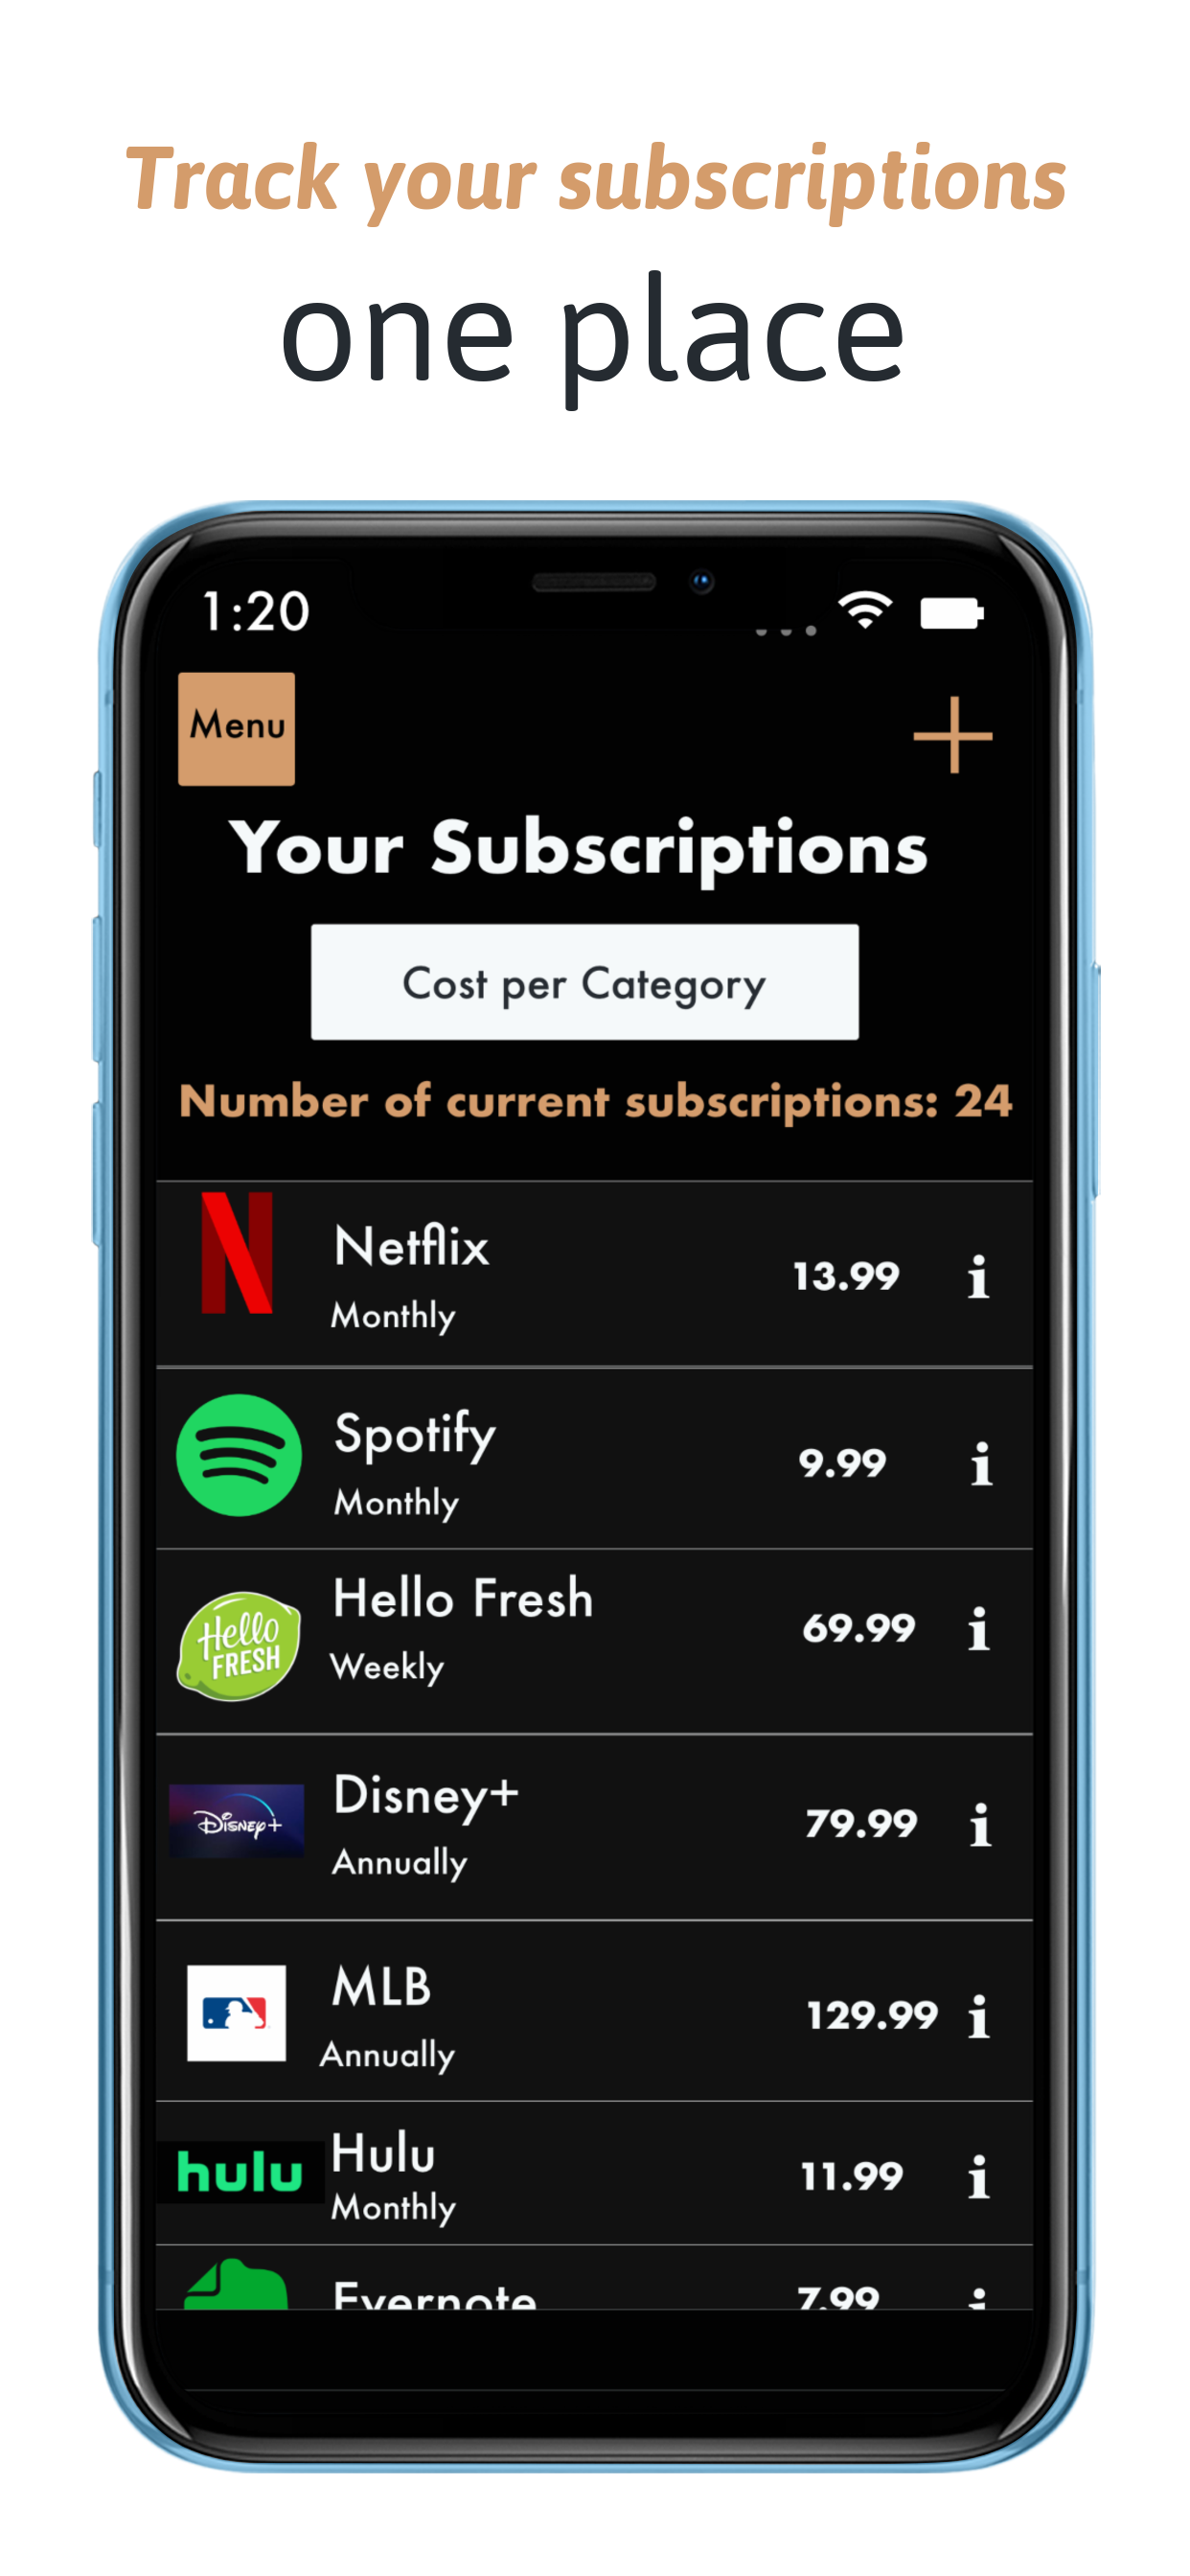 Track your subscriptions
one place
1:20
Menu
Your Subscriptions
Cost per Category
Number of current subscriptions: 24
Netflix
13.99
i
Monthly
Spotify
9.99
i
Monthly
Hello FRESH
Hello Fresh
69.99
i
Weekly
Disney+
Disney+
79.99
i
Annually
MLB
129.99
i
Annually
hulu
Hulu
11.99
i
Monthly
Evernote
7.99
i